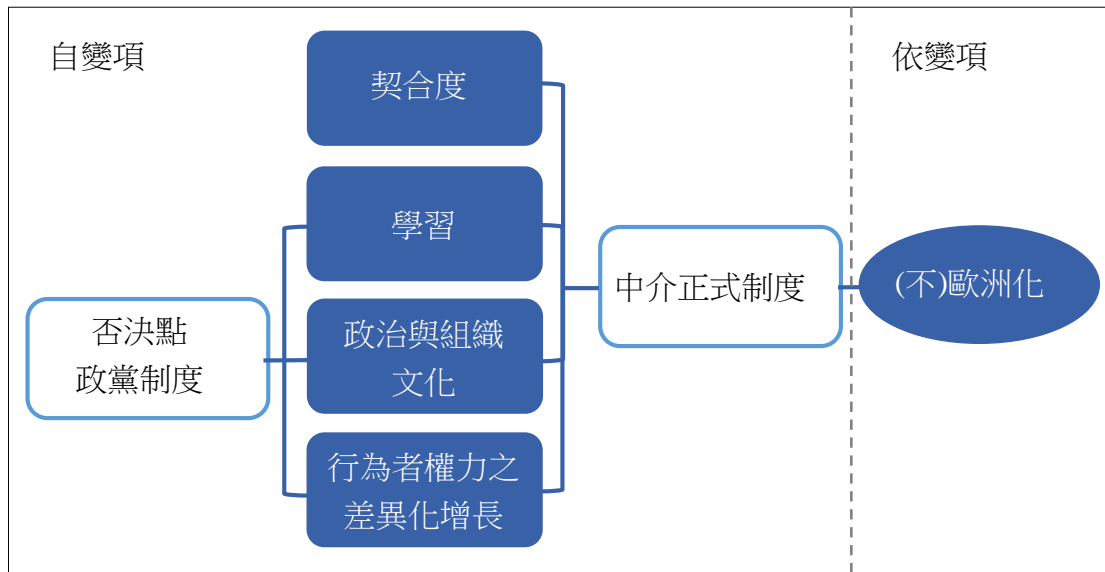 自變項
依變項
契合度
學習
中介正式制度
(不)歐洲化
否決點
政黨制度
政治與組織
文化
行為者權力之
差異化增長